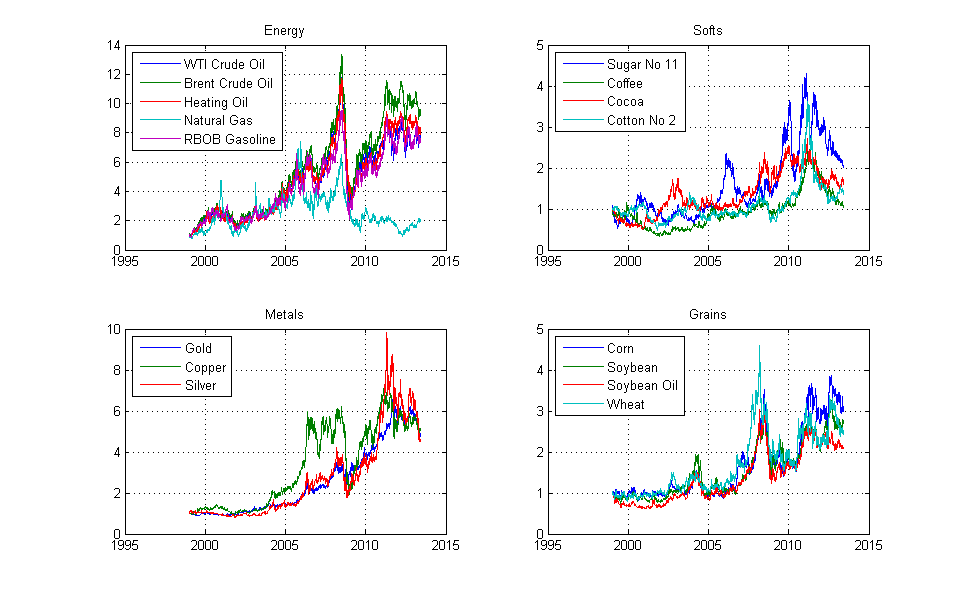 Energy
14
12
10
8
6
4
2
0
1995 2000 2005 2010 2015
WTI Crude Oil
Brent Crude Oil
Heating Oil
Natural Gas
RBOB Gasoline
Softs
5
4
3
2
1
0
1995 2000 2005 2010 2015
Sugar No 11
Coffee
Cocoa
Cotton No 2
Metals
10
8
6
4
2
0
1995 2000 2005 2010 2015
Gold
Copper
Silver
Grains
5
4
3
2
1
0
1995 2000 2005 2010 2015
Corn
Soybean
Soybean Oil
Wheat